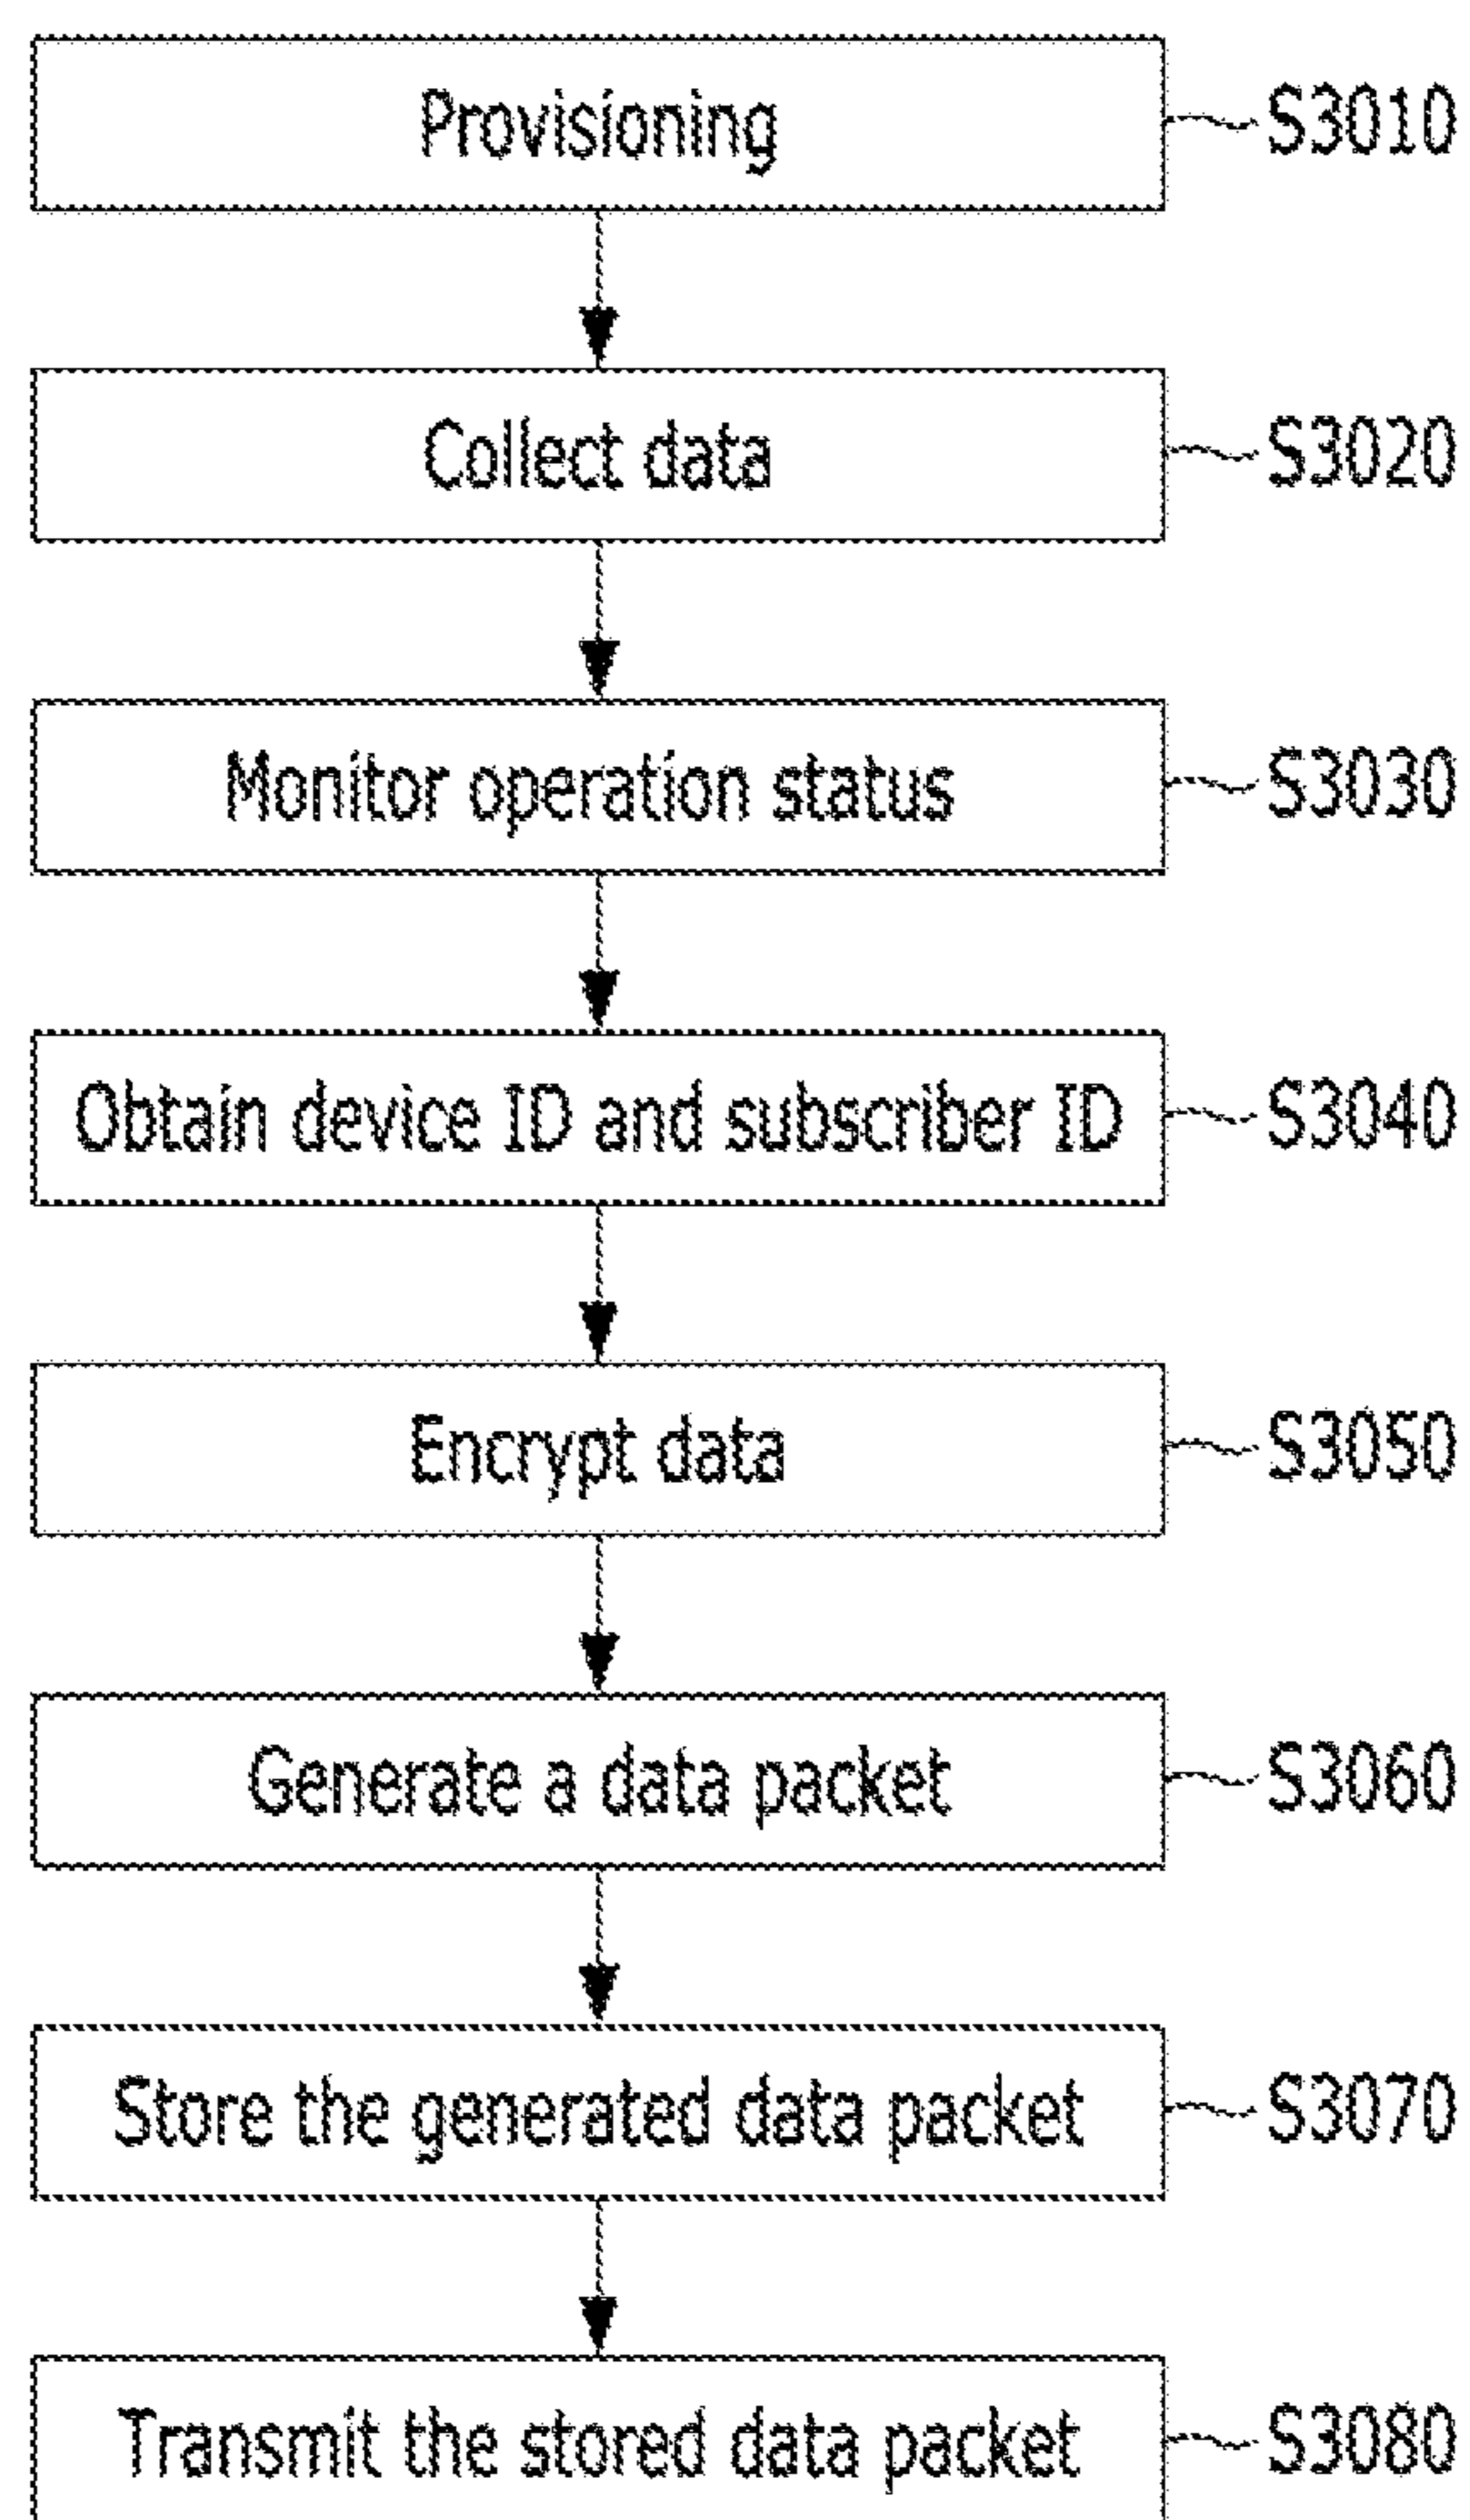 Provisioning S3010
Collect data S3020
Monitor operation status S3030
Obtain device ID and subscriber ID S3040
Encrypt data S3050
Generate a data packet S3060
Store the generated data packet S3070
Transmit the stored data packet S3080